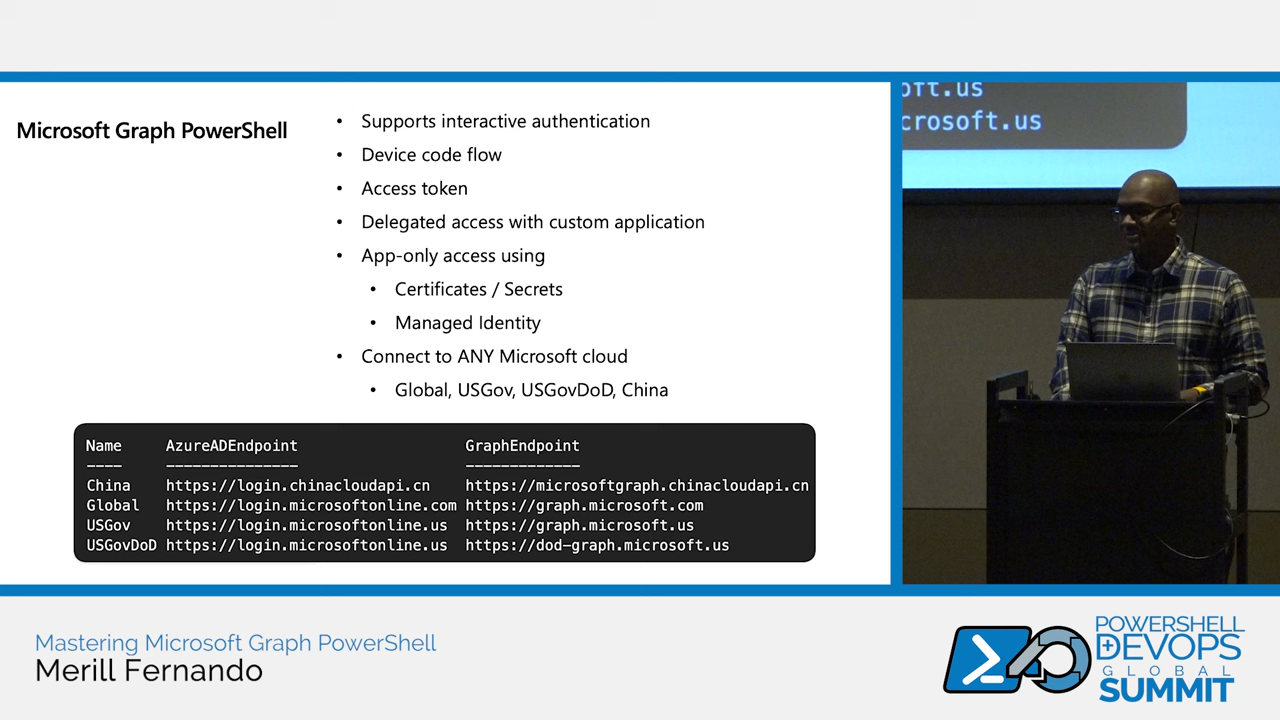 Microsoft Graph PowerShell
• Supports interactive authentication
• Device code flow
• Access token
• Delegated access with custom application
• App-only access using
• Certificates / Secrets
• Managed Identity
• Connect to ANY Microsoft cloud
• Global, USGov, USGovDoD, China
Name AzureADEndpoint GraphEndpoint
---- --------------- -------------
China https://login.chinacloudapi.cn https://microsoftgraph.chinacloudapi.cn
Global https://login.microsoftonline.com https://graph.microsoft.com
USGov https://login.microsoftonline.us https://graph.microsoft.us
USGovDoD https://login.microsoftonline.us https://dod-graph.microsoft.us
oft.us
crosoft.us
Mastering Microsoft Graph PowerShell
Merill Fernando
POWERSHELL
+DEVOPS
GLOBAL
SUMMIT